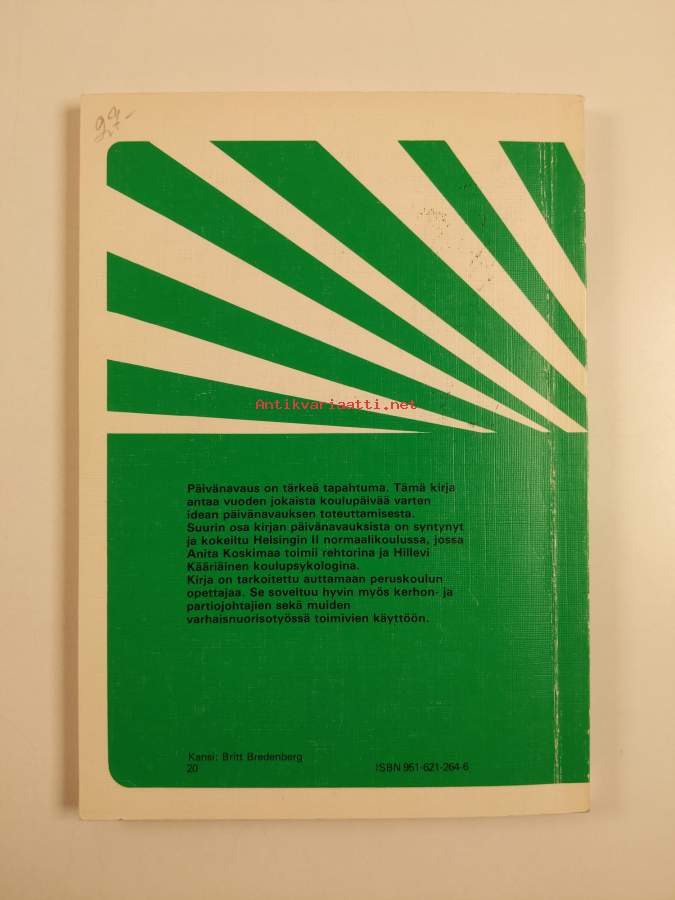 Antikvariaatti.net
Päivänavaus on tärkeä tapahtuma. Tämä kirja
antaa vuoden jokaista koulupäivää varten
idean päivänavauksen toteuttamisesta.
Suurin osa kirjan päivänavauksista on syntynyt
ja kokeiltu Helsingin II normaalikoulussa, jossa
Anita Koskimaa toimii rehtorina ja Hillevi
Kääriäinen koulupsykologina.
Kirja on tarkoitettu auttamaan peruskoulun
opettajaa. Se soveltuu hyvin myös kerhon- ja
partiojohtajien sekä muiden
varhaisnuorisotyössä toimivien käyttöön.
Kansi: Britt Bredenberg
20 ISBN 951-621-264-6